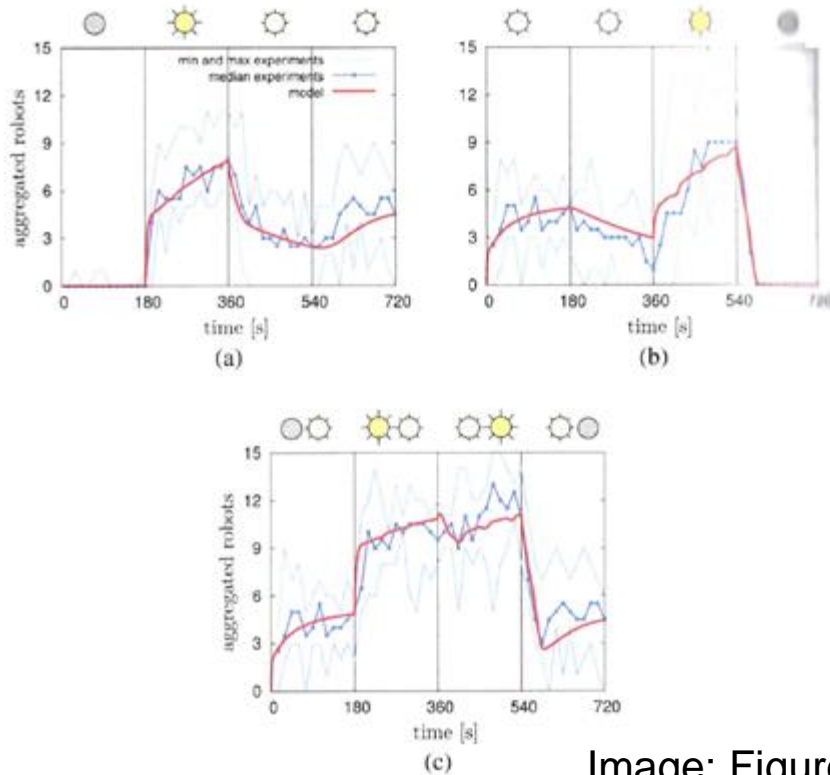 15
12
9
6
3
0
aggregated robots
min and max experiments
median experiments
model
0 180 360 540 720
time [s]
(a)
15
12
9
6
3
0
0 180 360 540
time [s]
(b)
15
12
9
6
3
0
aggregated robots
0 180 360 540 720
time [s]
(c)
Image: Figure